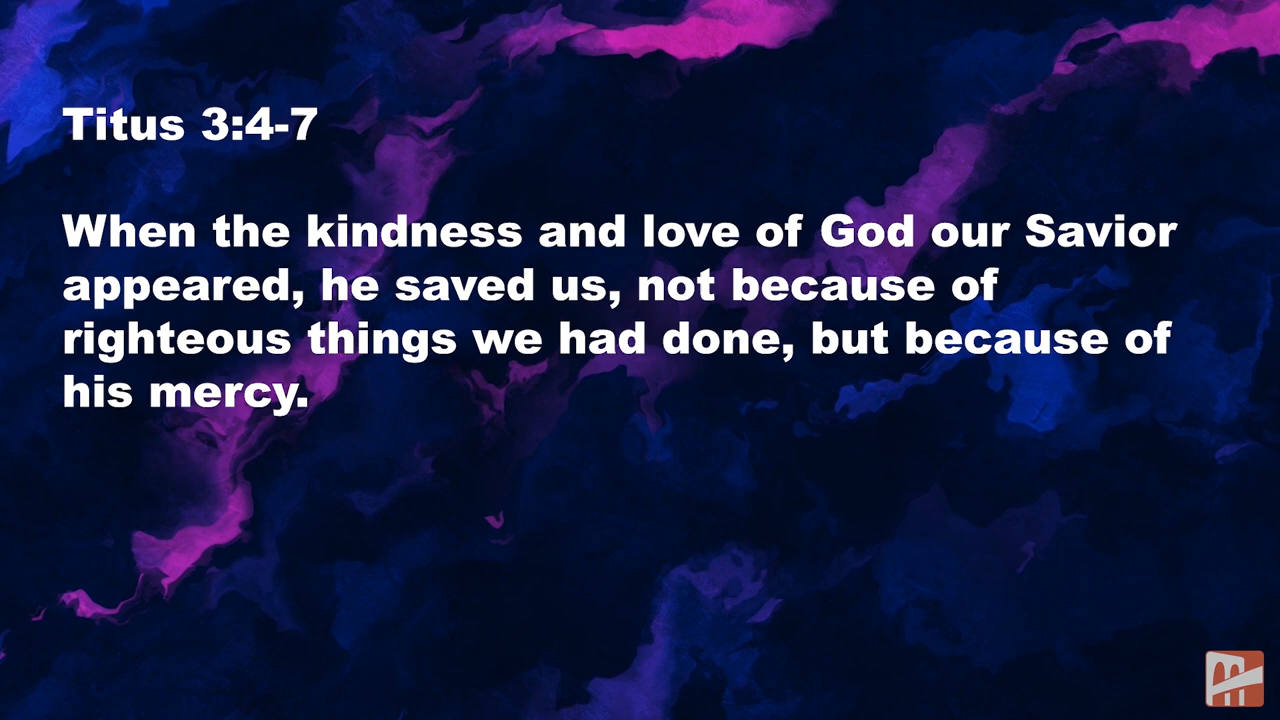 Titus 3:4-7
When the kindness and love of God our Savior
appeared, he saved us, not because of
righteous things we had done, but because of
his mercy.